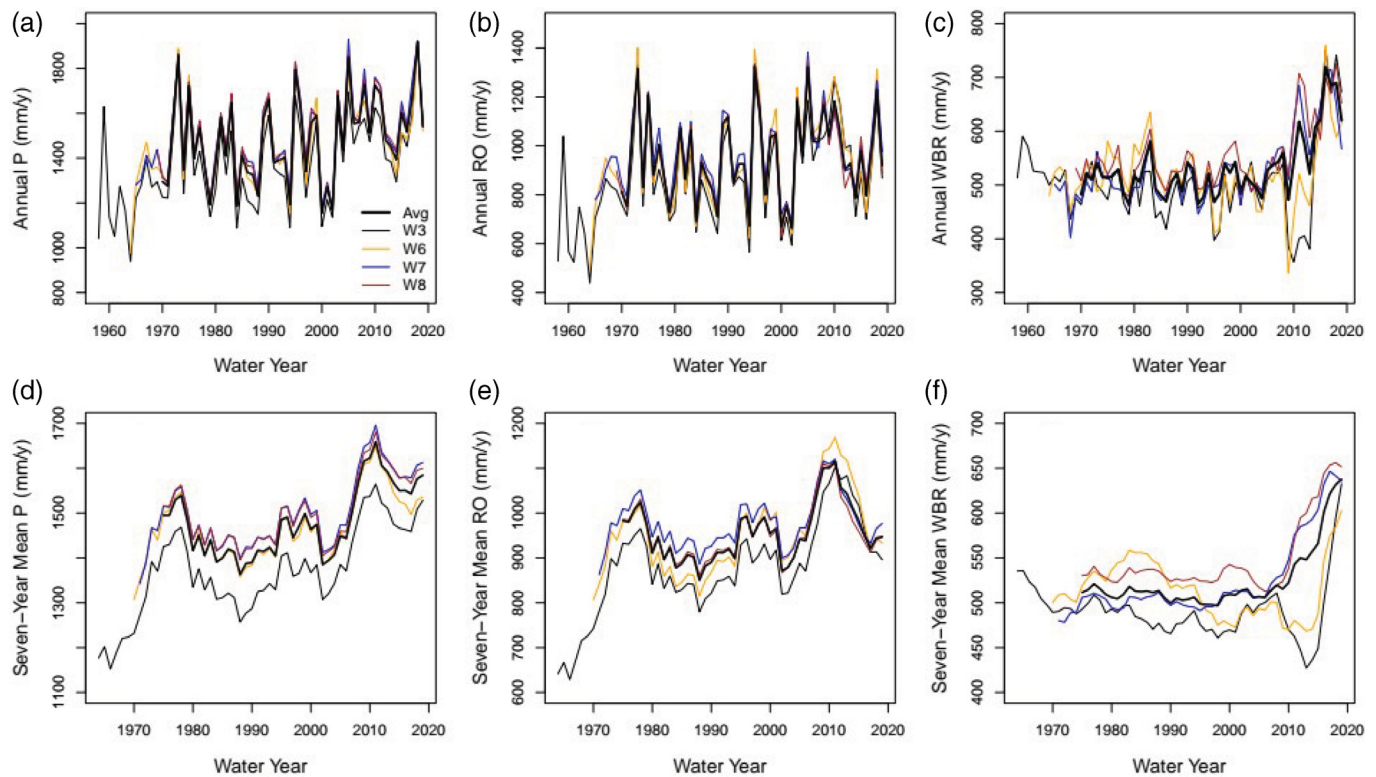 (a)
Annual P (mm/y)
1800
1400
1000
800
Avg
W3
W6
W7
W8
1960 1970 1980 1990 2000 2010 2020
Water Year
(b)
Annual RO (mm/y)
1400
1200
1000
800
600
400
1960 1970 1980 1990 2000 2010 2020
Water Year
(c)
Annual WBR (mm/y)
800
700
600
500
400
300
1960 1970 1980 1990 2000 2010 2020
Water Year
(d)
Seven-Year Mean P (mm/y)
1700
1500
1300
1100
1970 1980 1990 2000 2010 2020
Water Year
(e)
Seven-Year Mean RO (mm/y)
1200
1100
1000
900
800
700
600
1970 1980 1990 2000 2010 2020
Water Year
(f)
Seven-Year Mean WBR (mm/y)
700
650
600
550
500
450
400
1970 1980 1990 2000 2010 2020
Water Year